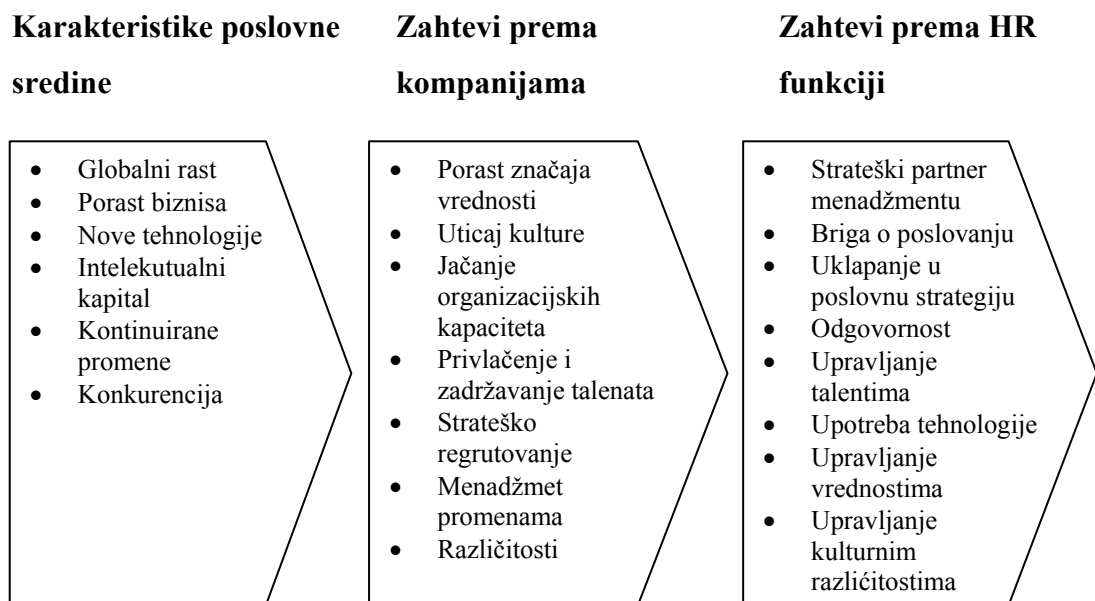 Karakteristike poslovne
sredine
Zahtevi prema
kompanijama
Zahtevi prema HR
funkciji
• Globalni rast
• Porast biznisa
• Nove tehnologije
• Intelekutualni
kapital
• Kontinuirane
promene
• Konkurencija
• Porast značaja
vrednosti
• Uticaj kulture
• Jačanje
organizacijskih
kapaciteta
• Privlačenje i
zadržavanje talenata
• Strateško
regrutovanje
• Menadžmet
promenama
• Različitosti
• Strateški partner
menadžmentu
• Briga o poslovanju
• Uklapanje u
poslovnu strategiju
• Odgovornost
• Upravljanje
talentima
• Upotreba tehnologije
• Upravljanje
vrednostima
• Upravljanje
kulturnim
razlićitostima